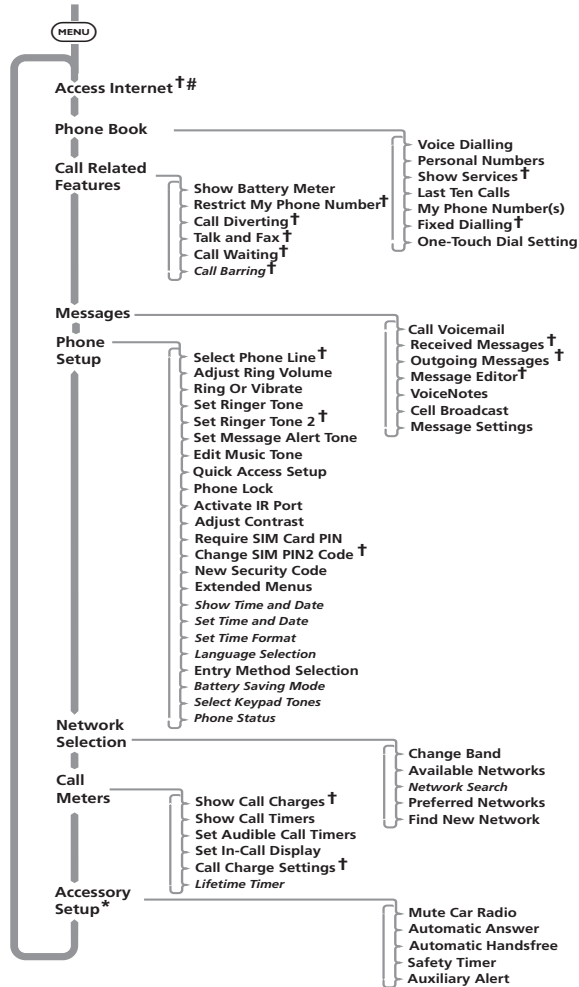 MENU
Access Internet†#
Phone Book
Voice Dialling
Personal Numbers
Show Services†
Last Ten Calls
My Phone Number(s)
Fixed Dialling†
One-Touch Dial Setting
Call Related
Features
Show Battery Meter
Restrict My Phone Number†
Call Diverting†
Talk and Fax†
Call Waiting†
Call Barring†
Messages
Call Voicemail
Received Messages†
Outgoing Messages †
Message Editor†
VoiceNotes
Cell Broadcast
Message Settings
Phone
Setup
Select Phone Line†
Adjust Ring Volume
Ring Or Vibrate
Set Ringer Tone
Set Ringer Tone 2†
Set Message Alert Tone
Edit Music Tone
Quick Access Setup
Phone Lock
Activate IR Port
Adjust Contrast
Require SIM Card PIN
Change SIM PIN2 Code †
New Security Code
Extended Menus
Show Time and Date
Set Time and Date
Set Time Format
Language Selection
Entry Method Selection
Battery Saving Mode
Select Keypad Tones
Phone Status
Network
Selection
Change Band
Available Networks
Network Search
Preferred Networks
Find New Network
Call
Meters
Show Call Charges†
Show Call Timers
Set Audible Call Timers
Set In-Call Display
Call Charge Settings†
Lifetime Timer
Accessory
Setup*
Mute Car Radio
Automatic Answer
Automatic Handsfree
Safety Timer
Auxiliary Alert